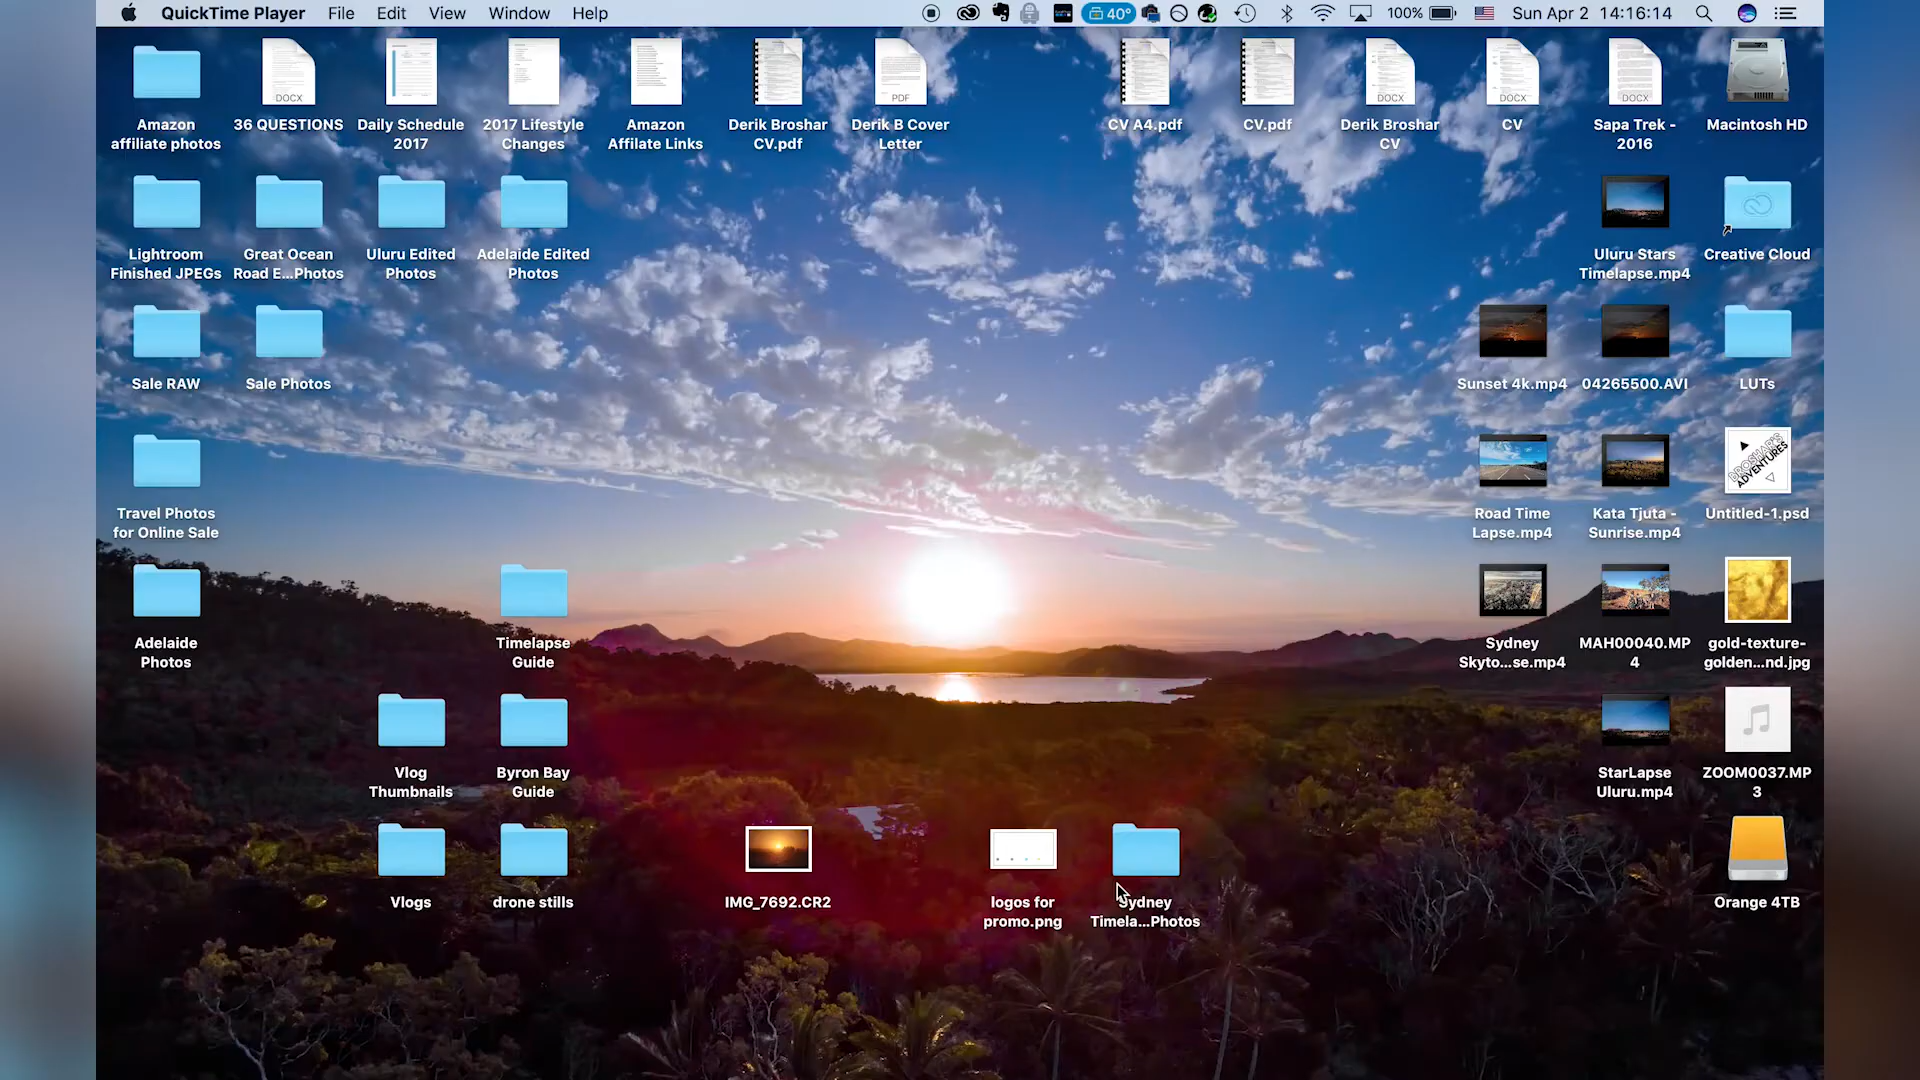 QuickTime Player File Edit View Window Help 40° 100% Sun Apr 2 14:16:14
Amazon
affiliate photos
DOCX
36 QUESTIONS
Daily Schedule
2017
2017 Lifestyle
Changes
Amazon
Affilate Links
Derik Broshar
CV.pdf
PDF
Derik B Cover
Letter
CV A4.pdf
CV.pdf
DOCX
Derik Broshar
CV
DOCX
CV
DOCX
Sapa Trek -
2016
Macintosh HD
Lightroom
Finished JPEGs
Great Ocean
Road E...Photos
Uluru Edited
Photos
Adelaide Edited
Photos
Uluru Stars
Timelapse.mp4
Creative Cloud
Sale RAW
Sale Photos
Sunset 4k.mp4
04265500.AVI
LUTs
Travel Photos
for Online Sale
Road Time
Lapse.mp4
Kata Tjuta -
Sunrise.mp4
BROSHAR'S
ADVENTURES
Untitled-1.psd
Adelaide
Photos
Timelapse
Guide
Sydney
Skyto...se.mp4
MAH00040.MP
4
gold-texture-
golden...nd.jpg
Vlog
Thumbnails
Byron Bay
Guide
StarLapse
Uluru.mp4
ZOOM0037.MP
3
Vlogs
drone stills
IMG_7692.CR2
logos for
promo.png
Sydney
Timela...Photos
Orange 4TB